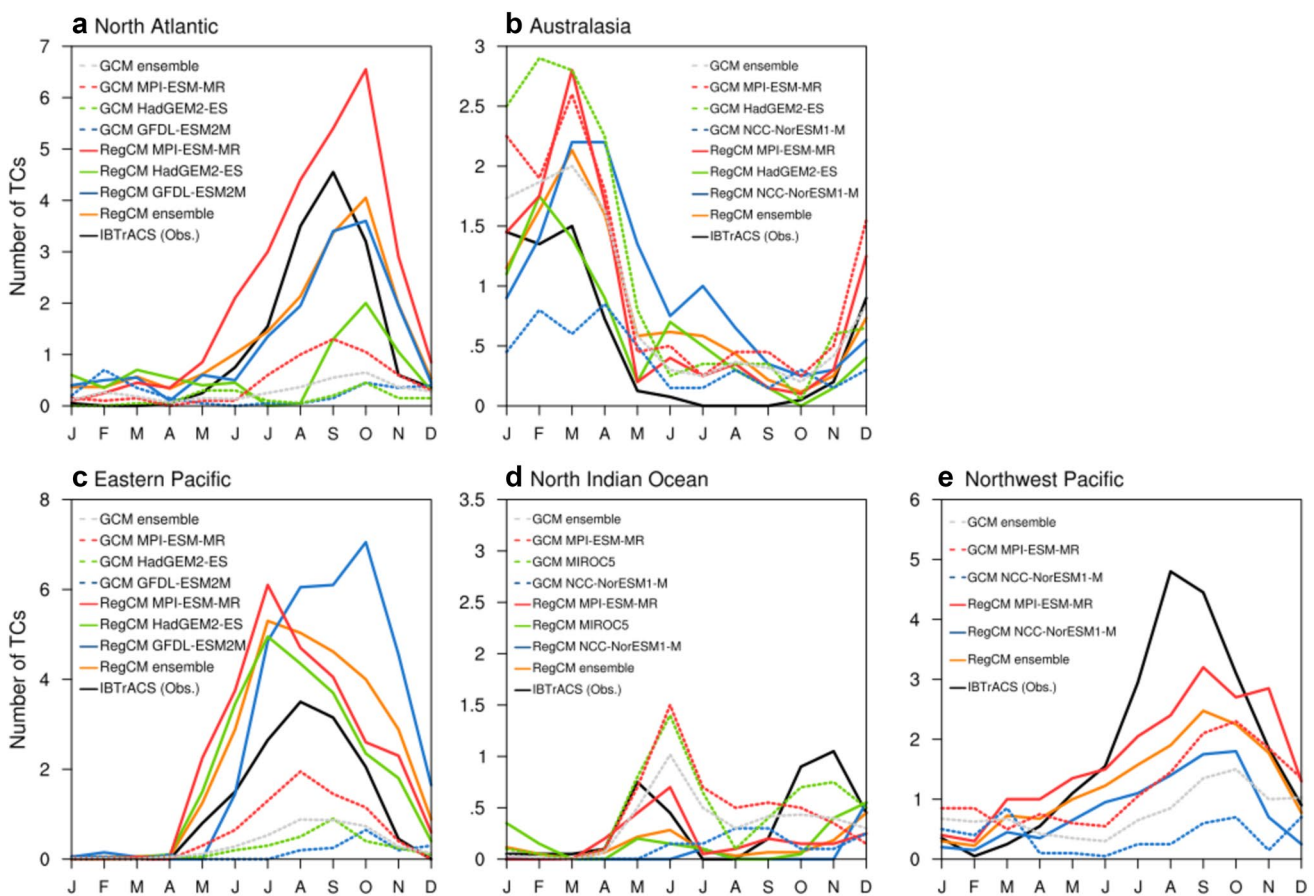 a North Atlantic
Number of TCs
7
6
5
4
3
2
1
0
GCM ensemble
GCM MPI-ESM-MR
GCM HadGEM2-ES
GCM GFDL-ESM2M
RegCM MPI-ESM-MR
RegCM HadGEM2-ES
RegCM GFDL-ESM2M
RegCM ensemble
IBTrACS (Obs.)
J F M A M J J A S O N D
b Australasia
3
2.5
2
1.5
1
.5
0
GCM ensemble
GCM MPI-ESM-MR
GCM HadGEM2-ES
GCM NCC-NorESM1-M
RegCM MPI-ESM-MR
RegCM HadGEM2-ES
RegCM NCC-NorESM1-M
RegCM ensemble
IBTrACS (Obs.)
J F M A M J J A S O N D
c Eastern Pacific
Number of TCs
8
6
4
2
0
GCM ensemble
GCM MPI-ESM-MR
GCM HadGEM2-ES
GCM GFDL-ESM2M
RegCM MPI-ESM-MR
RegCM HadGEM2-ES
RegCM GFDL-ESM2M
RegCM ensemble
IBTrACS (Obs.)
J F M A M J J A S O N D
d North Indian Ocean
3.5
3
2.5
2
1.5
1
.5
0
GCM ensemble
GCM MPI-ESM-MR
GCM MIROC5
GCM NCC-NorESM1-M
RegCM MPI-ESM-MR
RegCM MIROC5
RegCM NCC-NorESM1-M
RegCM ensemble
IBTrACS (Obs.)
J F M A M J J A S O N D
e Northwest Pacific
6
5
4
3
2
1
0
GCM ensemble
GCM MPI-ESM-MR
GCM NCC-NorESM1-M
RegCM MPI-ESM-MR
RegCM NCC-NorESM1-M
RegCM ensemble
IBTrACS (Obs.)
J F M A M J J A S O N D